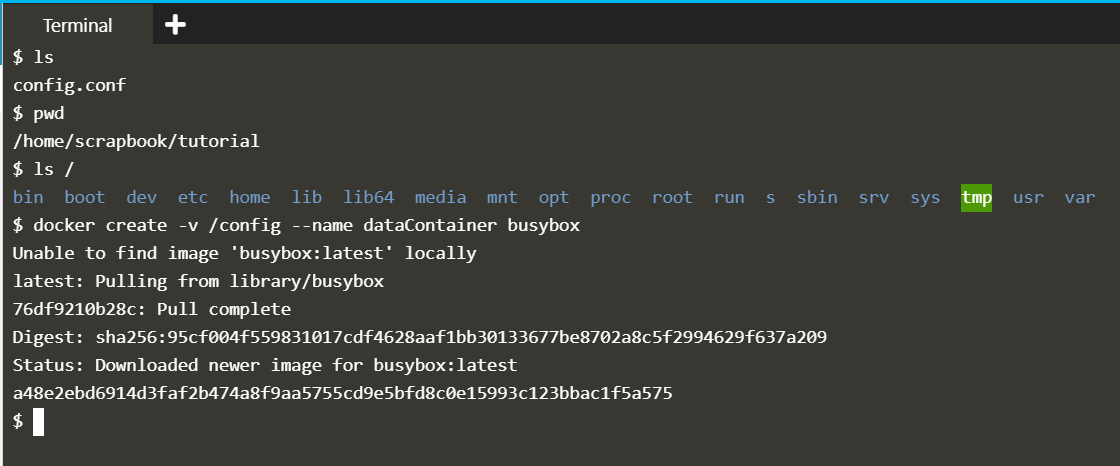 Terminal
$ ls
config.conf
$ pwd
/home/scrapbook/tutorial
$ ls /
bin boot dev etc home lib lib64 media mnt opt proc root run s sbin srv sys tmp usr var
$ docker create -v /config --name dataContainer busybox
Unable to find image 'busybox:latest' locally
latest: Pulling from library/busybox
76df9210b28c: Pull complete
Digest: sha256:95cf004f559831017cdf4628aaf1bb30133677be8702a8c5f2994629f637a209
Status: Downloaded newer image for busybox:latest
a48e2ebd6914d3faf2b474a8f9aa5755cd9e5bfd8c0e15993c123bbac1f5a575
$